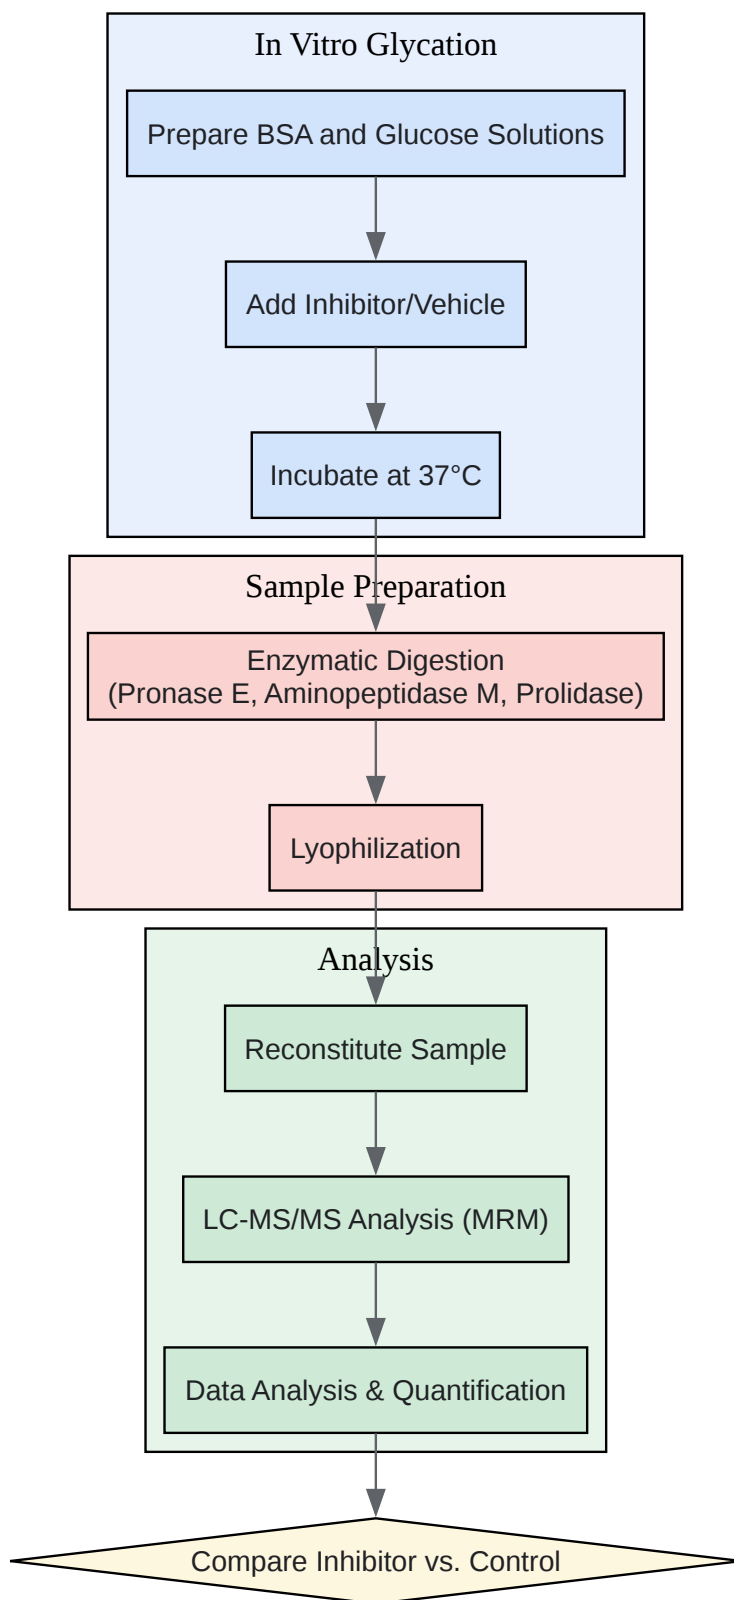 In Vitro Glycation
Prepare BSA and Glucose Solutions
Add Inhibitor/Vehicle
Incubate at 37°C
Sample Preparation
Enzymatic Digestion
(Pronase E, Aminopeptidase M, Prolidase)
Lyophilization
Analysis
Reconstitute Sample
LC-MS/MS Analysis (MRM)
Data Analysis & Quantification
Compare Inhibitor vs. Control